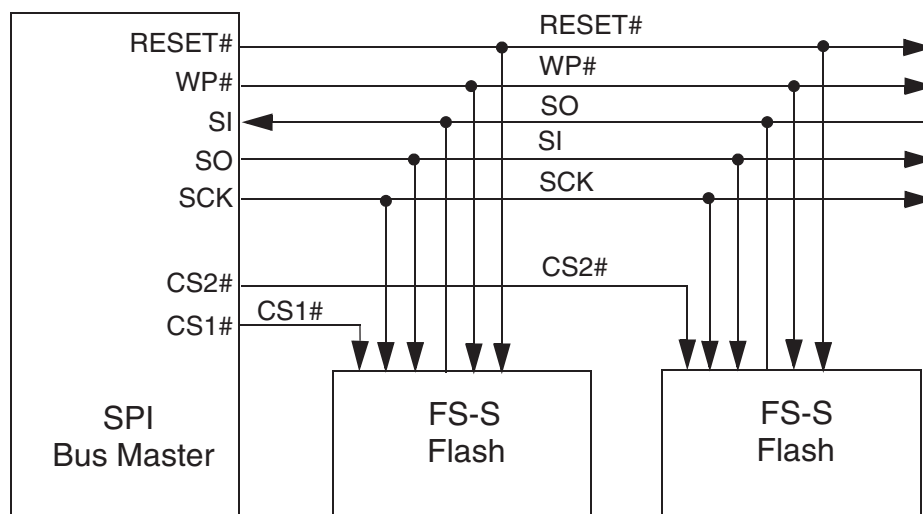 RESET#
RESET#
WP#
WP#
SI
SO
SO
SI
SCK
SCK
CS2#
CS2#
CS1#
CS1#
SPI
Bus Master
FS-S
Flash
FS-S
Flash